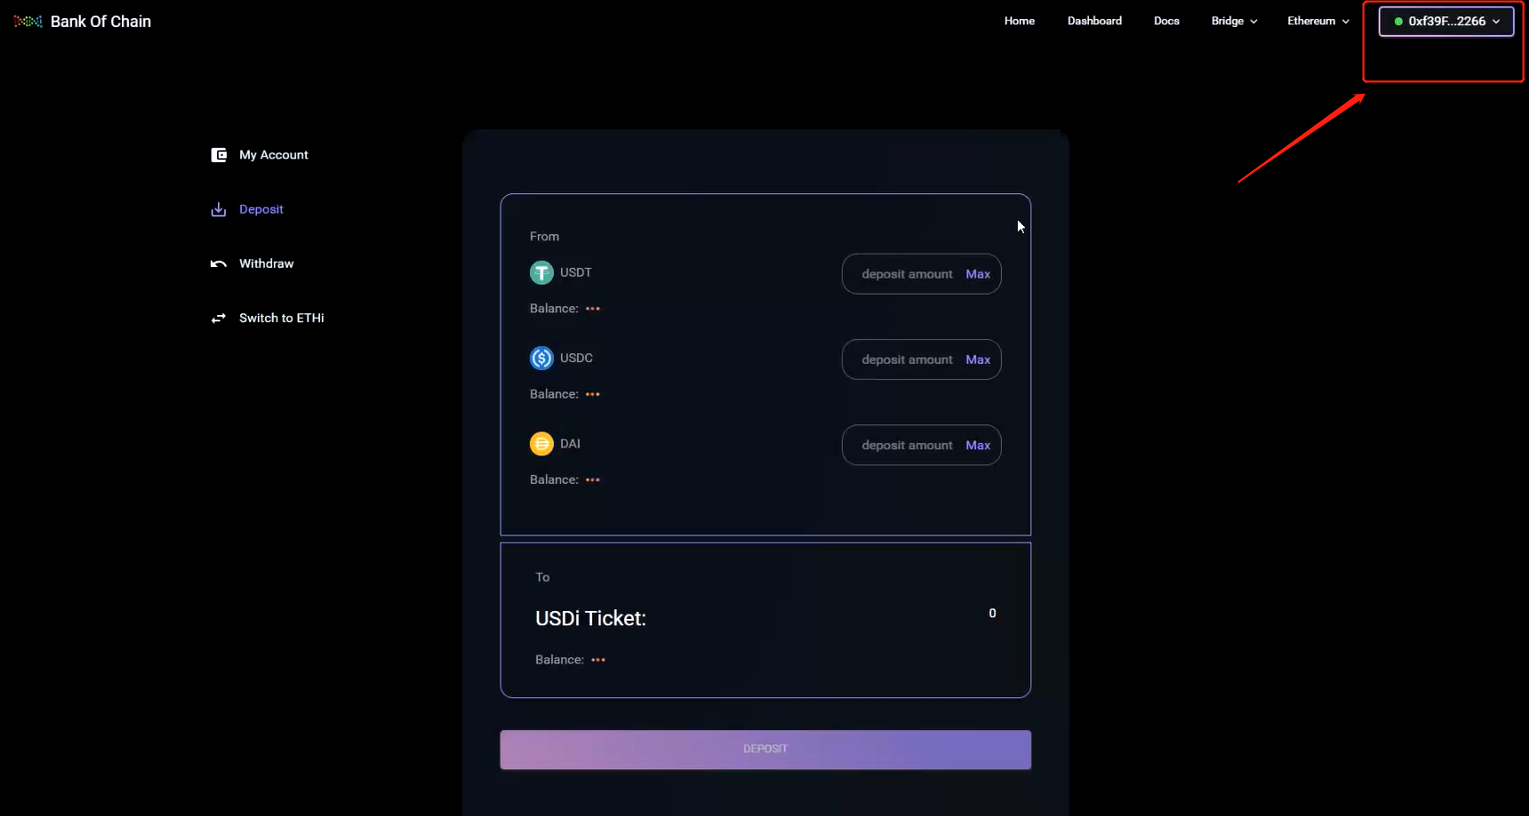 Bank Of Chain
Home Dashboard Docs Bridge Ethereum 0xf39F...2266
My Account
Deposit
Withdraw
Switch to ETHi
From
USDT deposit amount Max
Balance:
USDC deposit amount Max
Balance:
DAI deposit amount Max
Balance:
To
USDi Ticket: 0
Balance:
DEPOSIT